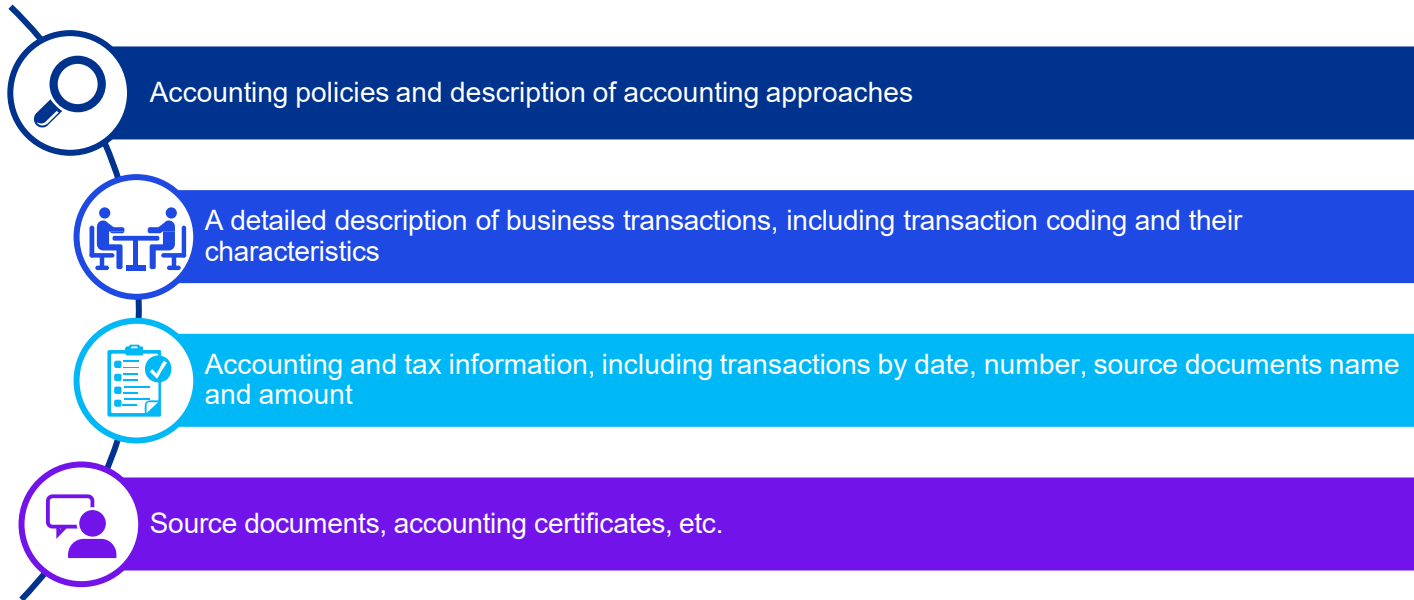 Accounting policies and description of accounting approaches
A detailed description of business transactions, including transaction coding and their
characteristics
Accounting and tax information, including transactions by date, number, source documents name
and amount
Source documents, accounting certificates, etc.